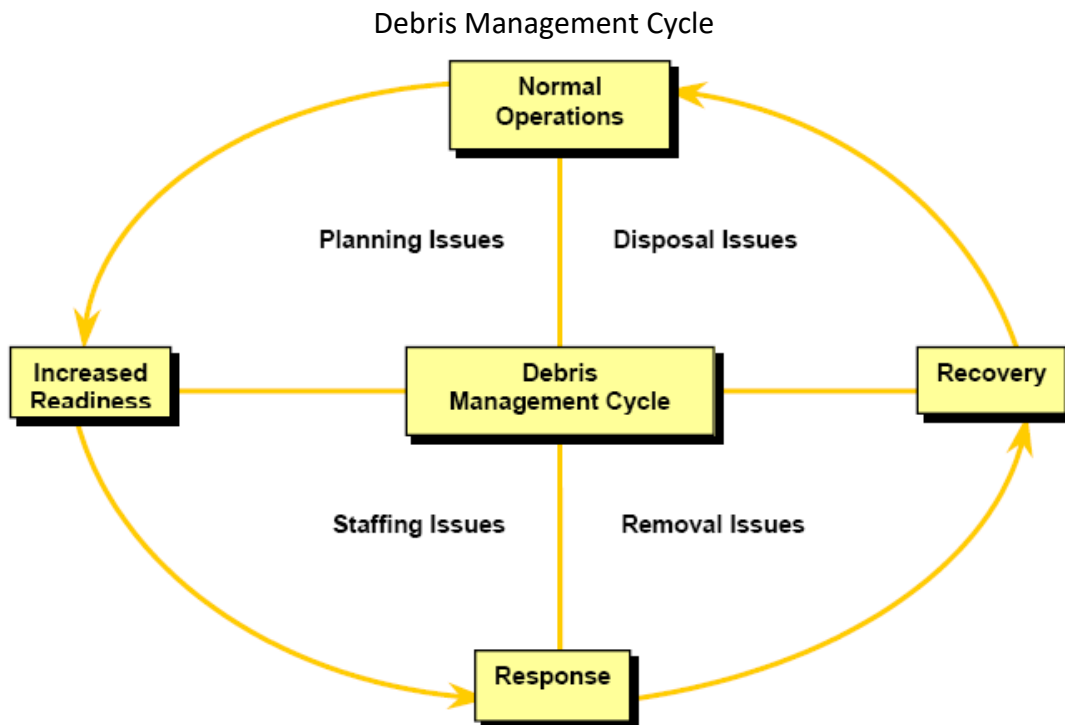 Debris Management Cycle
Normal
Operations
Planning Issues
Disposal Issues
Increased
Readiness
Debris
Management Cycle
Recovery
Staffing Issues
Removal Issues
Response